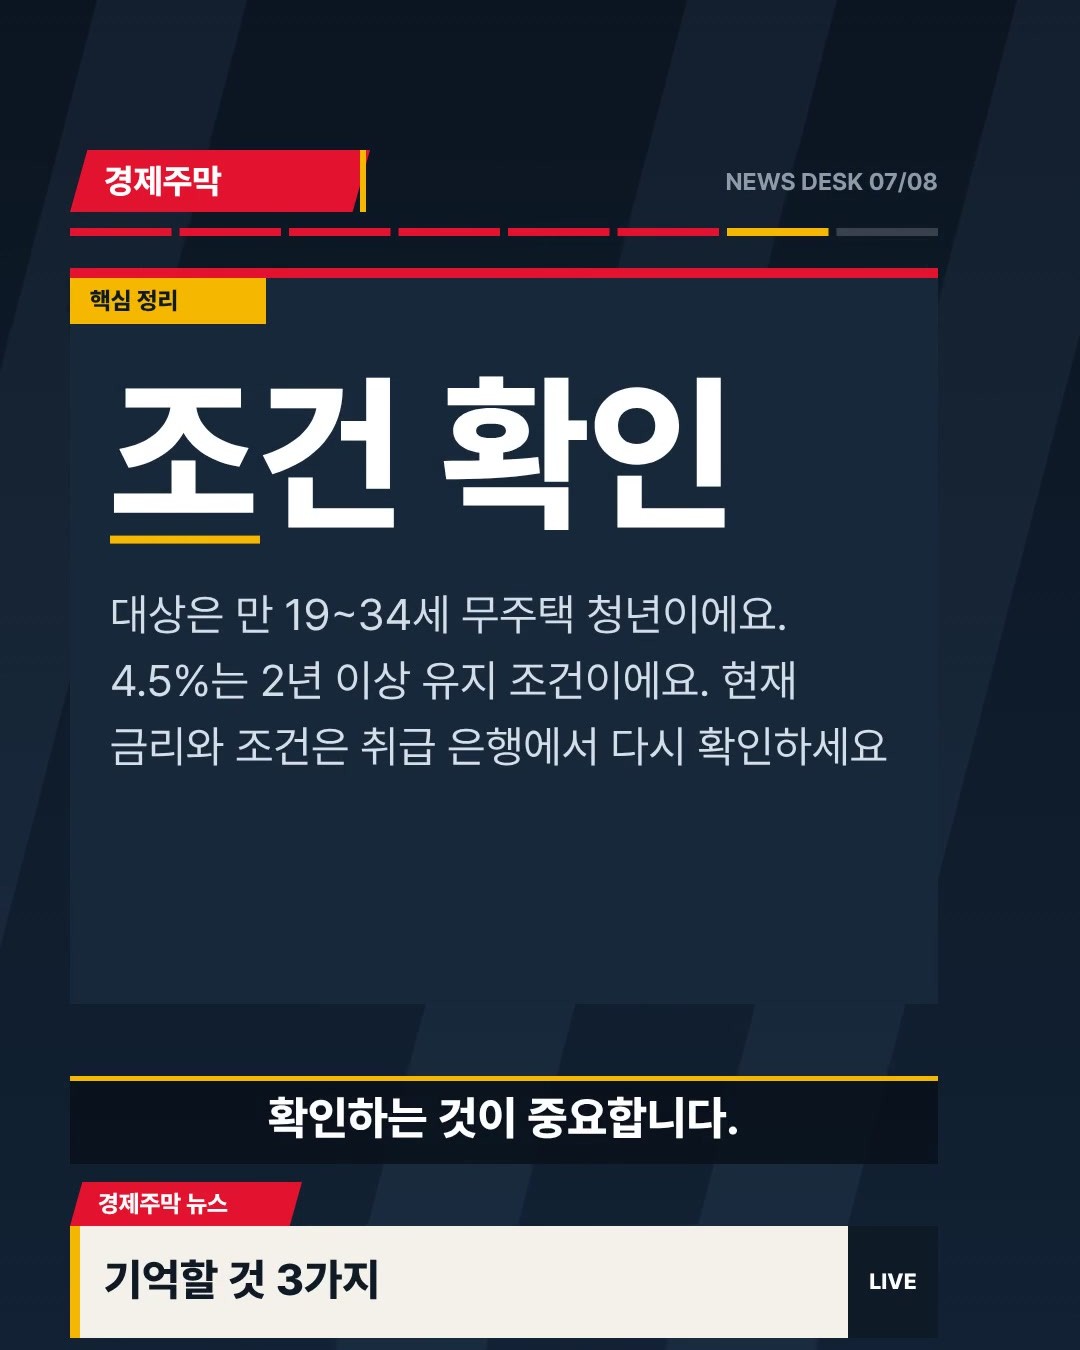 경제주막
NEWS DESK 07/08
핵심 정리
조건 확인
대상은 만 19~34세 무주택 청년이에요.
4.5%는 2년 이상 유지 조건이에요. 현재
금리와 조건은 취급 은행에서 다시 확인하세요
확인하는 것이 중요합니다.
경제주막 뉴스
기억할 것 3가지
LIVE